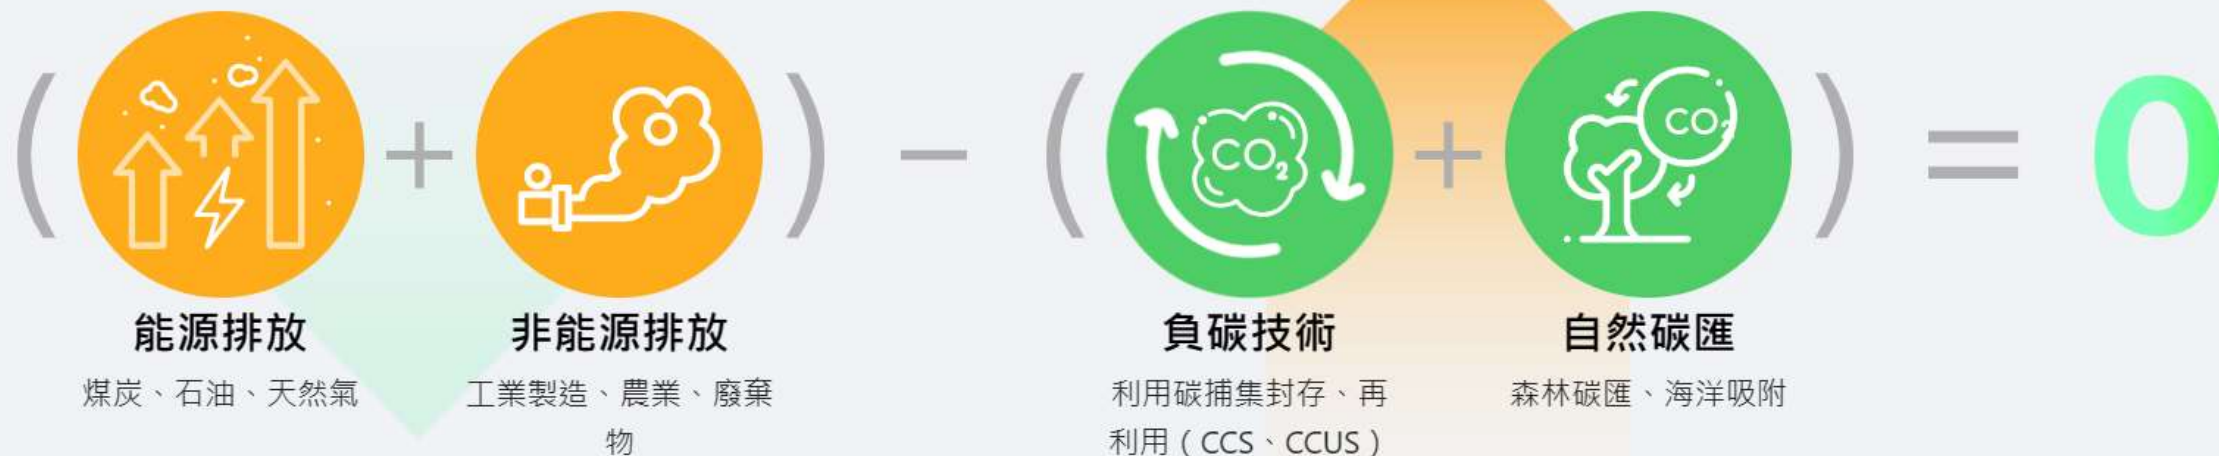 ( + ) − ( CO₂ + CO₂ ) = 0
能源排放
煤炭、石油、天然氣
非能源排放
工業製造、農業、廢棄
物
負碳技術
利用碳捕集封存、再
利用（CCS、CCUS）
自然碳匯
森林碳匯、海洋吸附